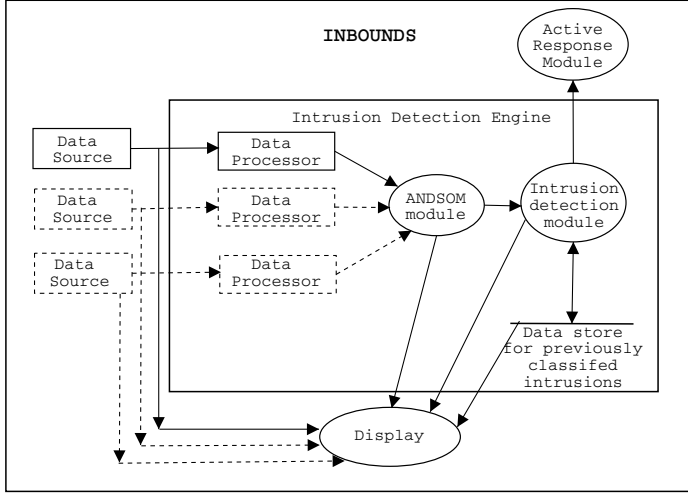 INBOUNDS
Active
Response
Module
Intrusion Detection Engine
Data
Source
Data
Processor
Data
Source
Data
Processor
Data
Source
Data
Processor
ANDSOM
module
Intrusion
detection
module
Data store
for previously
classifed
intrusions
Display